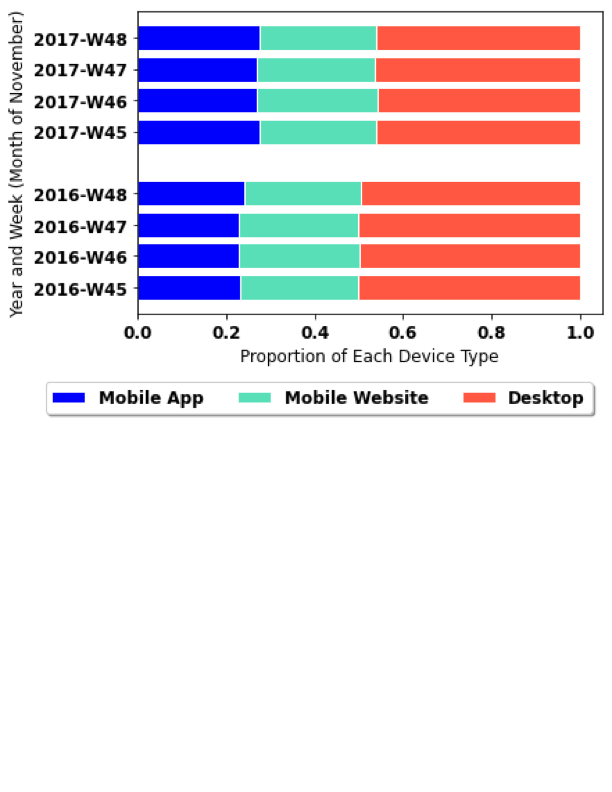 Year and Week (Month of November)
2017-W48
2017-W47
2017-W46
2017-W45
2016-W48
2016-W47
2016-W46
2016-W45
0.0 0.2 0.4 0.6 0.8 1.0
Proportion of Each Device Type
Mobile App Mobile Website Desktop